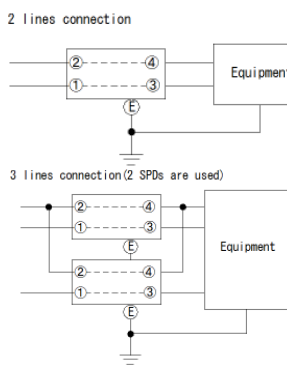 2 lines connection
② ④
① ③
Equipment
E
3 lines connection(2 SPDs are used)
② ④
① ③
E
Equipment
② ④
① ③
E